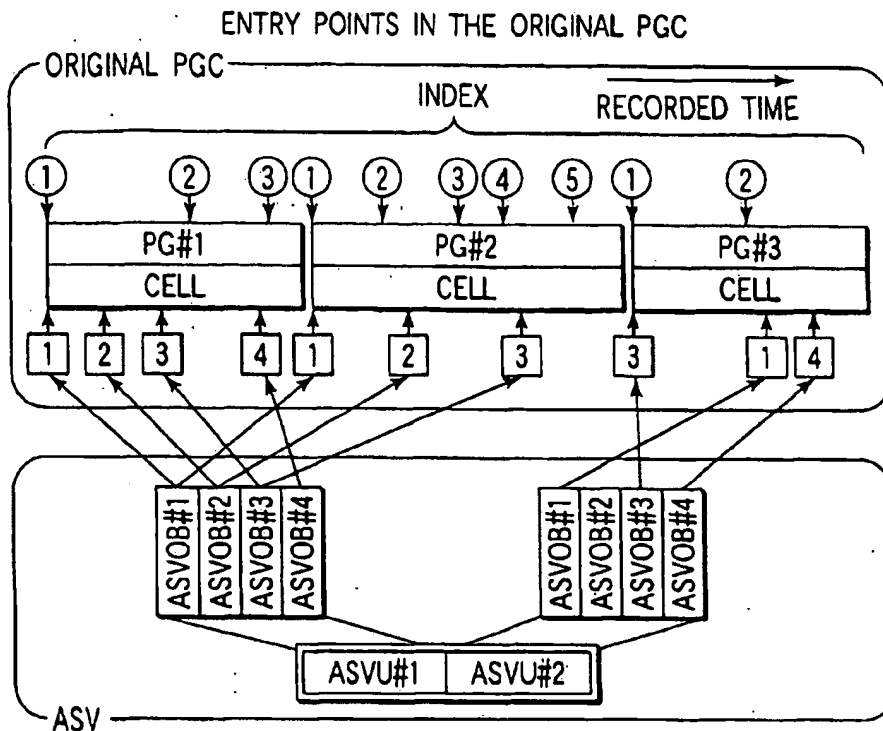 ENTRY POINTS IN THE ORIGINAL PGC
ORIGINAL PGC
INDEX
RECORDED TIME
1 2 3 1 2 3 4 5 1 2
PG#1 PG#2 PG#3
CELL CELL CELL
1 2 3 4 1 2 3 3 1 4
ASVOB#1 ASVOB#2 ASVOB#3 ASVOB#4 ASVOB#1 ASVOB#2 ASVOB#3 ASVOB#4
ASVU#1 ASVU#2
ASV